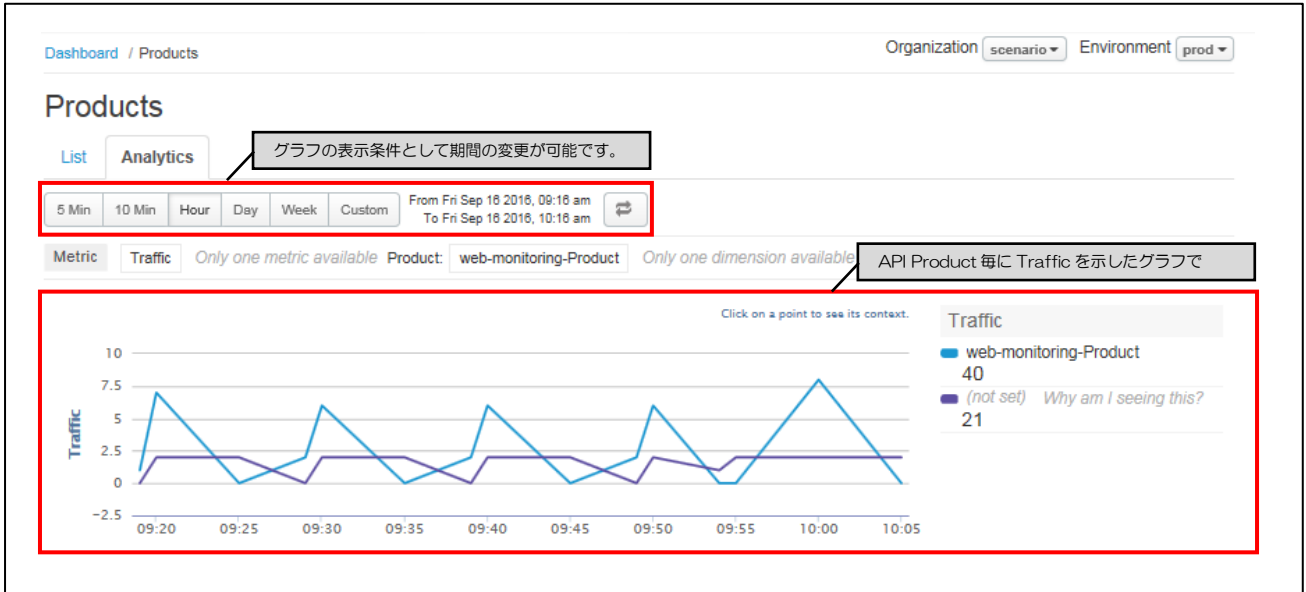 Dashboard / Products
Organization scenario Environment prod
Products
List Analytics
グラフの表示条件として期間の変更が可能です。
5 Min 10 Min Hour Day Week Custom
From Fri Sep 16 2016, 09:16 am
To Fri Sep 16 2016, 10:16 am
Metric Traffic Only one metric available Product: web-monitoring-Product Only one dimension available
API Product 毎に Traffic を示したグラフで
Click on a point to see its context.
Traffic
web-monitoring-Product
40
(not set) Why am I seeing this?
21
Traffic
10
7.5
5
2.5
0
−2.5
09:20 09:25 09:30 09:35 09:40 09:45 09:50 09:55 10:00 10:05